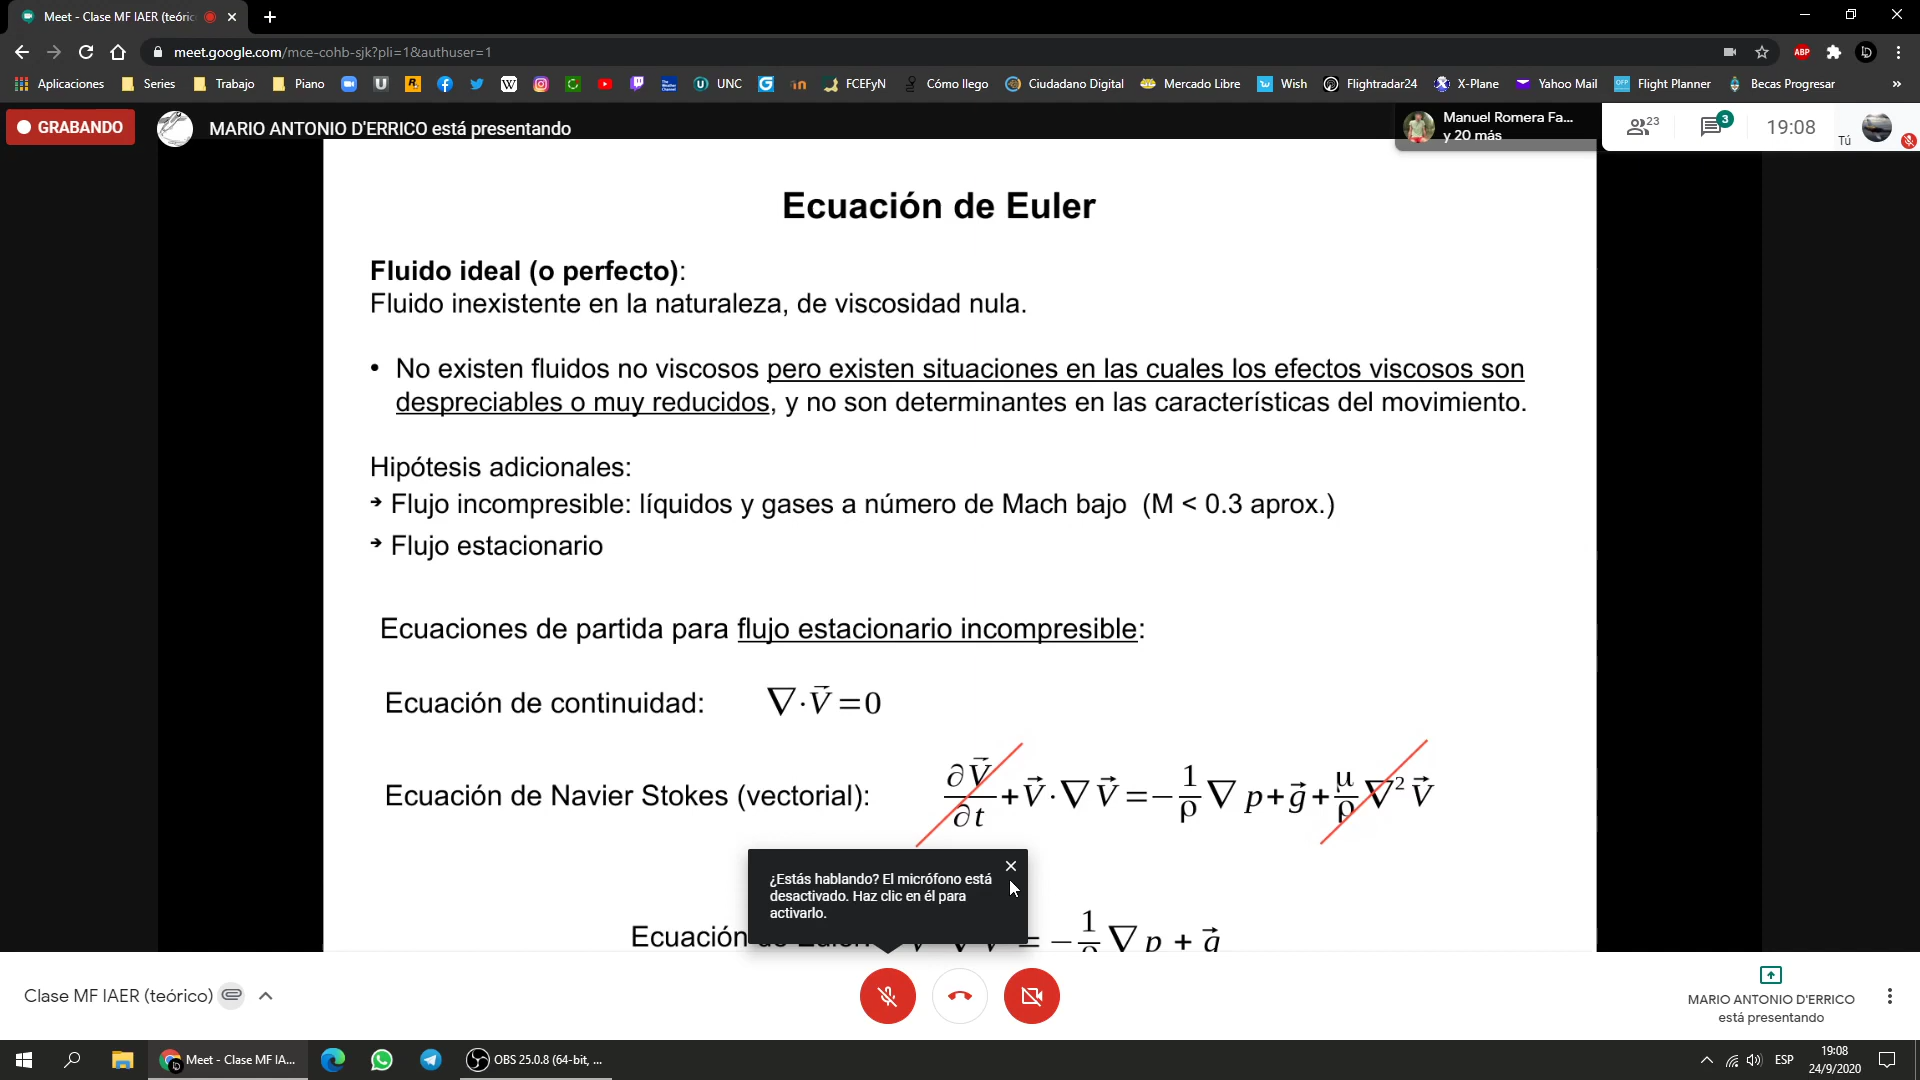 Meet - Clase MF IAER (teóric
meet.google.com/mce-cohb-sjk?pli=1&authuser=1
ABP
Aplicaciones Series Trabajo Piano UNC FCEFyN Cómo llego Ciudadano Digital Mercado Libre Wish Flightradar24 X-Plane Yahoo Mail Flight Planner Becas Progresar »
GRABANDO
MARIO ANTONIO D'ERRICO está presentando
Manuel Romera Fa...
y 20 más
23
3
19:08
Tú
Ecuación de Euler
Fluido ideal (o perfecto):
Fluido inexistente en la naturaleza, de viscosidad nula.
• No existen fluidos no viscosos pero existen situaciones en las cuales los efectos viscosos son
despreciables o muy reducidos, y no son determinantes en las características del movimiento.
Hipótesis adicionales:
➔ Flujo incompresible: líquidos y gases a número de Mach bajo (M < 0.3 aprox.)
➔ Flujo estacionario
Ecuaciones de partida para flujo estacionario incompresible:
Ecuación de continuidad: ∇·V⃗=0
Ecuación de Navier Stokes (vectorial): ∂V⃗/∂t+V⃗·∇V⃗=−1/ρ∇p+g⃗+μ/ρ∇²V⃗
¿Estás hablando? El micrófono está
desactivado. Haz clic en él para
activarlo.
Ecuación de Euler: V⃗·∇V⃗=−1/ρ∇p+g⃗
Clase MF IAER (teórico)
MARIO ANTONIO D'ERRICO
está presentando
Meet - Clase MF IA...
OBS 25.0.8 (64-bit, ...
ESP
19:08
24/9/2020